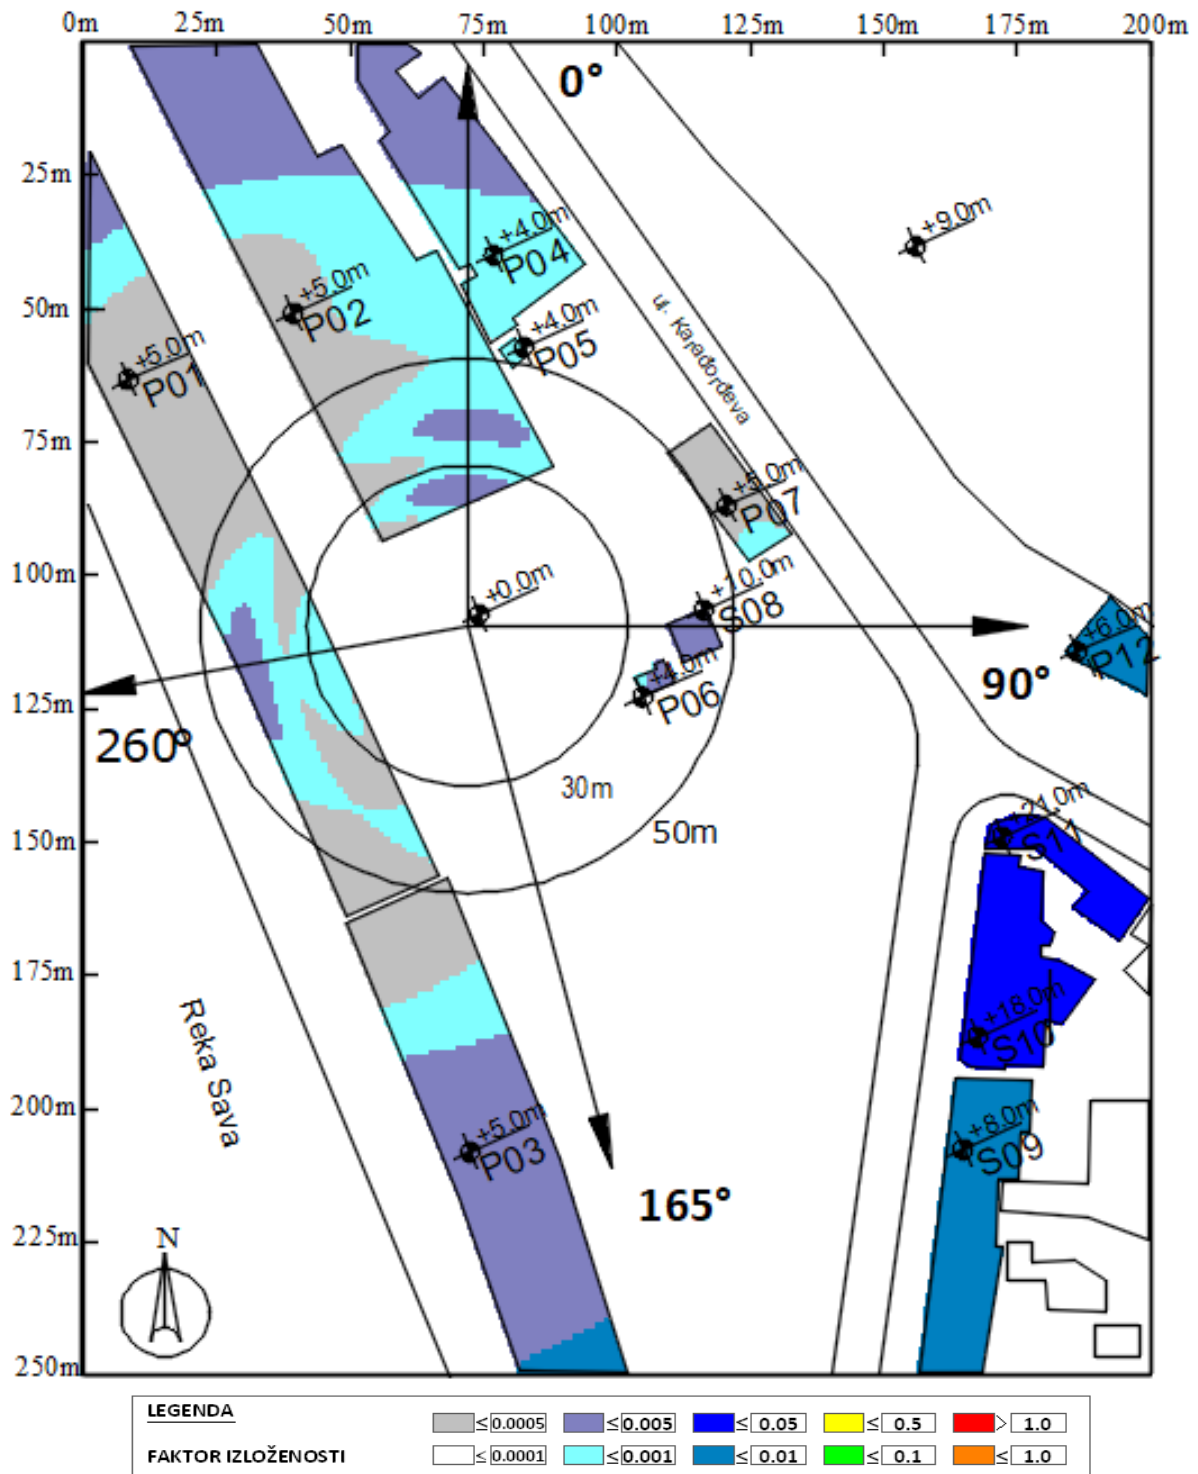 0m 25m 50m 75m 100m 125m 150m 175m 200m
0°
25m
+9.0m
+4.0m
P04
+5.0m
P02
50m
ul. Karađorđeva
+4.0m
P05
+5.0m
P01
75m
+5.0m
P07
100m
+0.0m
+10.0m
S08
+6.0m
P12
90°
+4.0m
P06
125m
260°
30m
50m
+21.0m
S11
150m
175m
Reka Sava
+18.0m
S10
200m
+5.0m
P03
+8.0m
S09
165°
225m
N
250m
LEGENDA
≤ 0.0005 ≤ 0.005 ≤ 0.05 ≤ 0.5 > 1.0
FAKTOR IZLOŽENOSTI
≤ 0.0001 ≤ 0.001 ≤ 0.01 ≤ 0.1 ≤ 1.0